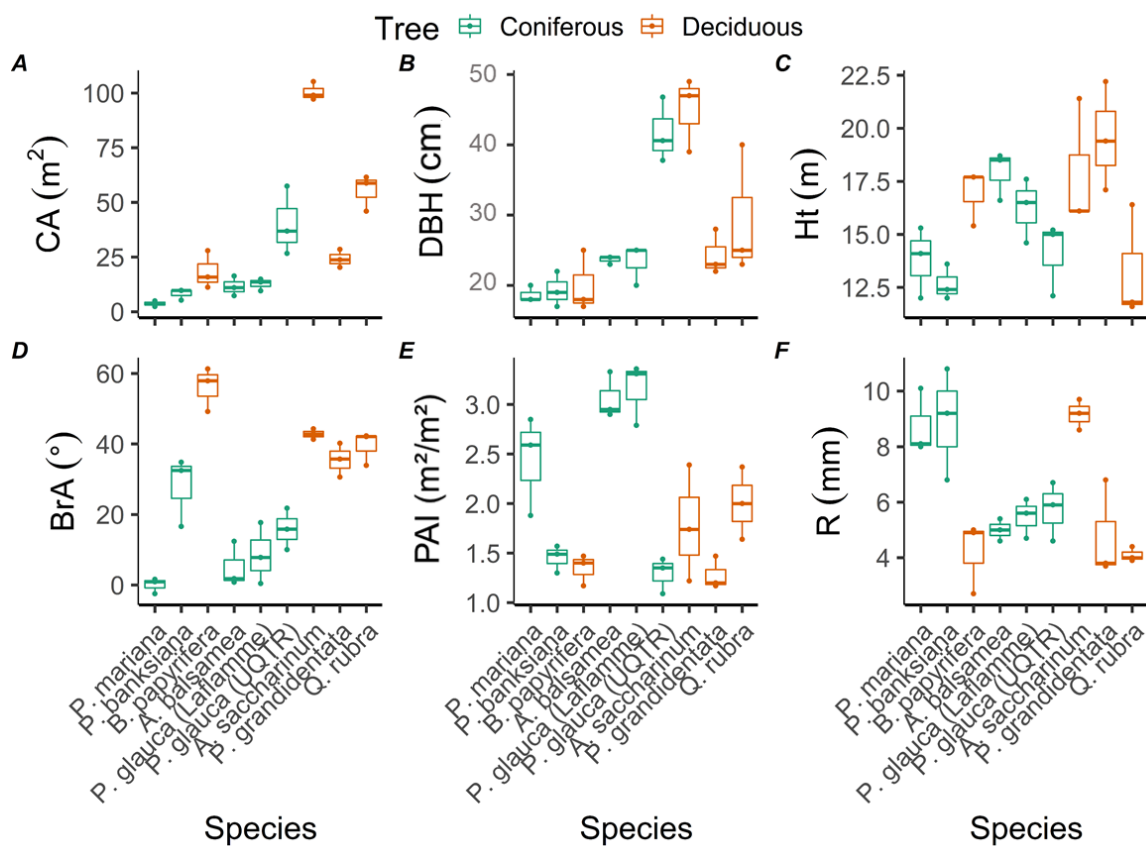 Tree Coniferous Deciduous
A
B
C
CA (m²)
100
75
50
25
0
DBH (cm)
50
40
30
20
Ht (m)
22.5
20.0
17.5
15.0
12.5
D
E
F
BrA (°)
60
40
20
0
PAI (m²/m²)
3.0
2.5
2.0
1.5
1.0
R (mm)
10
8
6
4
P. mariana
P. banksiana
B. papyrifera
A. balsamea
P. glauca (Laflamme)
P. glauca (UQTR)
A. saccharinum
P. grandidentata
Q. rubra
P. mariana
P. banksiana
B. papyrifera
A. balsamea
P. glauca (Laflamme)
P. glauca (UQTR)
A. saccharinum
P. grandidentata
Q. rubra
P. mariana
P. banksiana
B. papyrifera
A. balsamea
P. glauca (Laflamme)
P. glauca (UQTR)
A. saccharinum
P. grandidentata
Q. rubra
Species
Species
Species